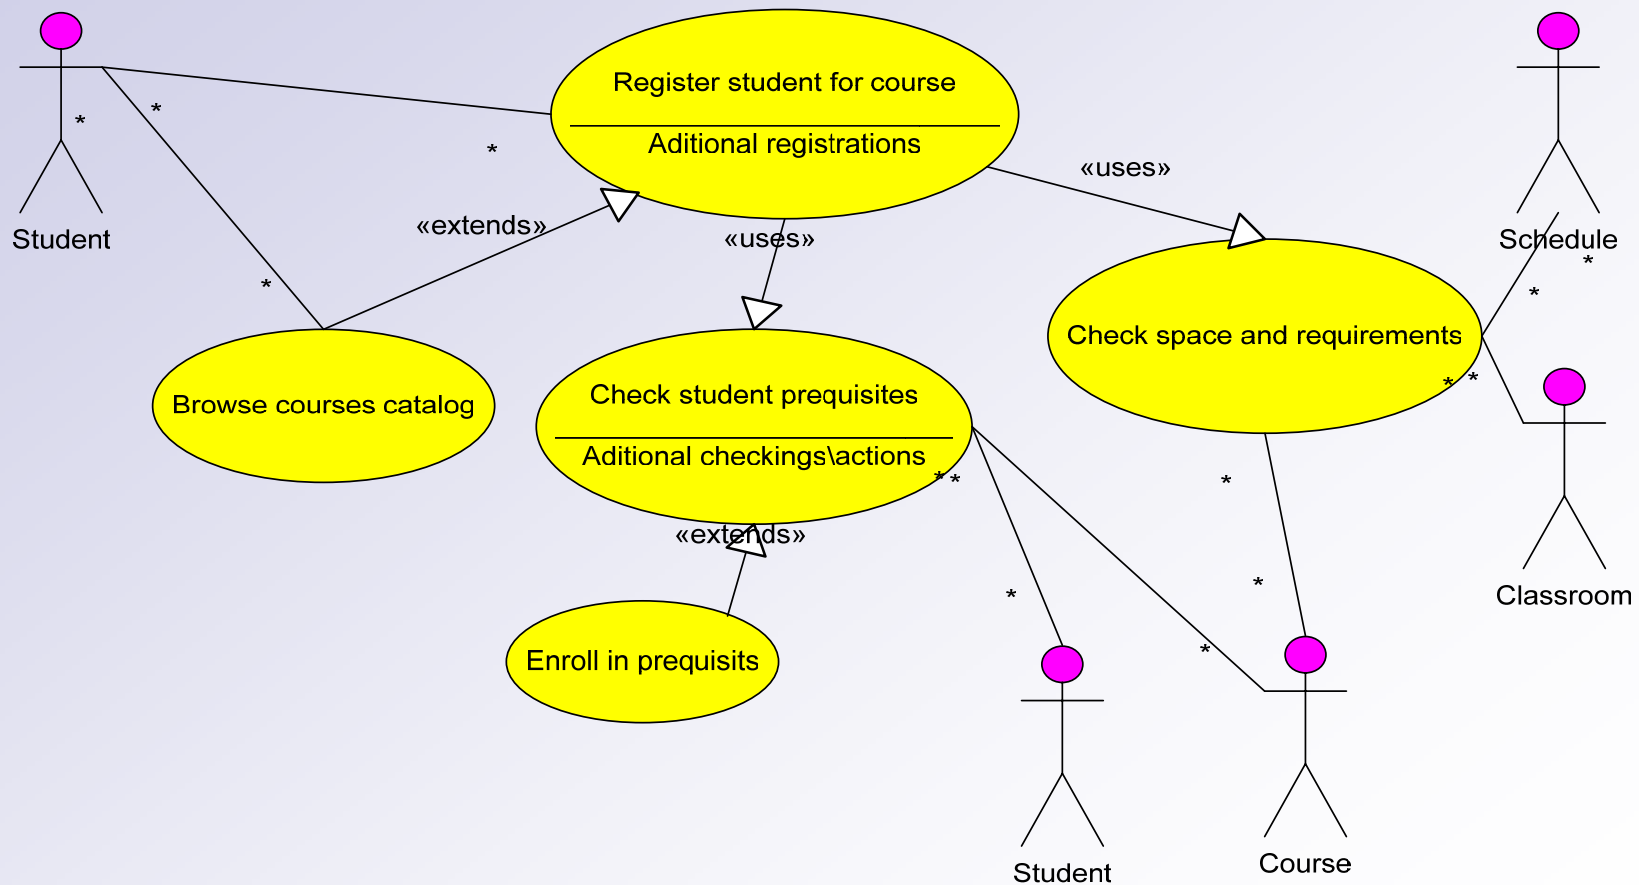 Register student for course
Aditional registrations
*
*
*
«uses»
«extends»
«uses»
Student
Schedule
*
*
*
Check space and requirements
* *
Browse courses catalog
Check student prequisites
Aditional checkings\actions
* *
*
«extends»
*
*
Classroom
*
Enroll in prequisits
Course
Student